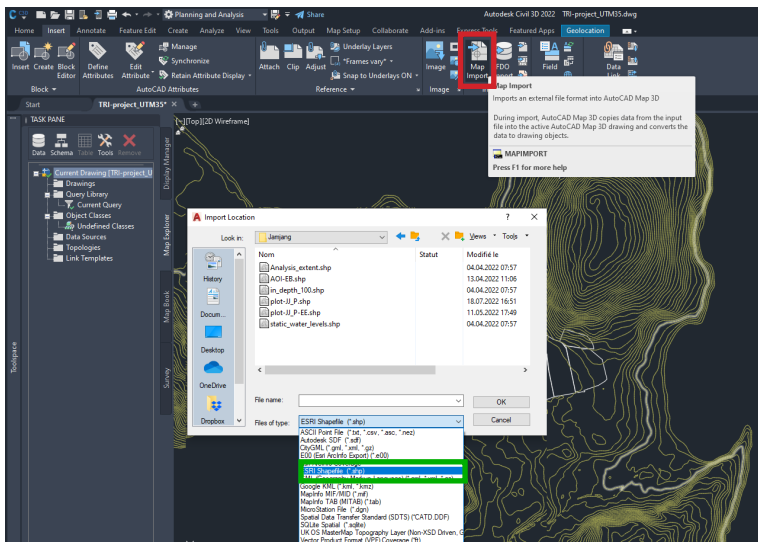 Planning and Analysis
Share
Autodesk Civil 3D 2022 TRI-project_UTM35.dwg
Home Insert Annotate Feature Edit Create Analyze View Tools Output Map Setup Collaborate Add-ins Express Tools Featured Apps Geolocation
Insert Create Block Editor Define Attributes Edit Attribute
Manage
Synchronize
Retain Attribute Display
Attach Clip Adjust
Underlay Layers
*Frames vary*
Snap to Underlays ON
Image
Map Import
FDO
Field
Data Link
Block
AutoCAD Attributes
Reference
Image
Start TRI-project_UTM35*
Map Import
Imports an external file format into AutoCAD Map 3D
During import, AutoCAD Map 3D copies data from the input
file into the active AutoCAD Map 3D drawing and converts the
data to drawing objects.
MAPIMPORT
Press F1 for more help
TASK PANE
[-][Top][2D Wireframe]
Data Schema Table Tools Remove
Current Drawing [TRI-project_U
Drawings
Query Library
Current Query
Object Classes
Undefined Classes
Data Sources
Topologies
Link Templates
Display Manager
Map Explorer
Map Book
Survey
Toolspace
Import Location
Look in: Jamjang
Views Tools
Nom Statut Modifié le
Analysis_extent.shp 04.04.2022 07:57
AOI-EB.shp 13.04.2022 11:06
in_depth_100.shp 04.04.2022 07:57
plot-JJ_P.shp 18.07.2022 16:51
plot-JJ_P-EE.shp 11.05.2022 17:49
static_water_levels.shp 04.04.2022 07:57
History
Docum...
Desktop
OneDrive
Dropbox
File name:
OK
Files of type: ESRI Shapefile (*.shp)
Cancel
ASCII Point File (*.txt, *.csv, *.asc, *.nez)
Autodesk SDF (*.sdf)
CityGML (*.gml, *.xml, *.gz)
E00 (Esri ArcInfo Export) (*.e00)
ESRI Shapefile (*.shp)
Google KML (*.kml, *.kmz)
MapInfo MIF/MID (*.mif)
MapInfo TAB (MITAB) (*.tab)
MicroStation File (*.dgn)
Spatial Data Transfer Standard (SDTS) (*CATD.DDF)
SQLite Spatial (*.sqlite)
UK OS MasterMap Topography Layer (Non-XSD Driven, G
Vector Product Format (VPF) Coverage (*ft)